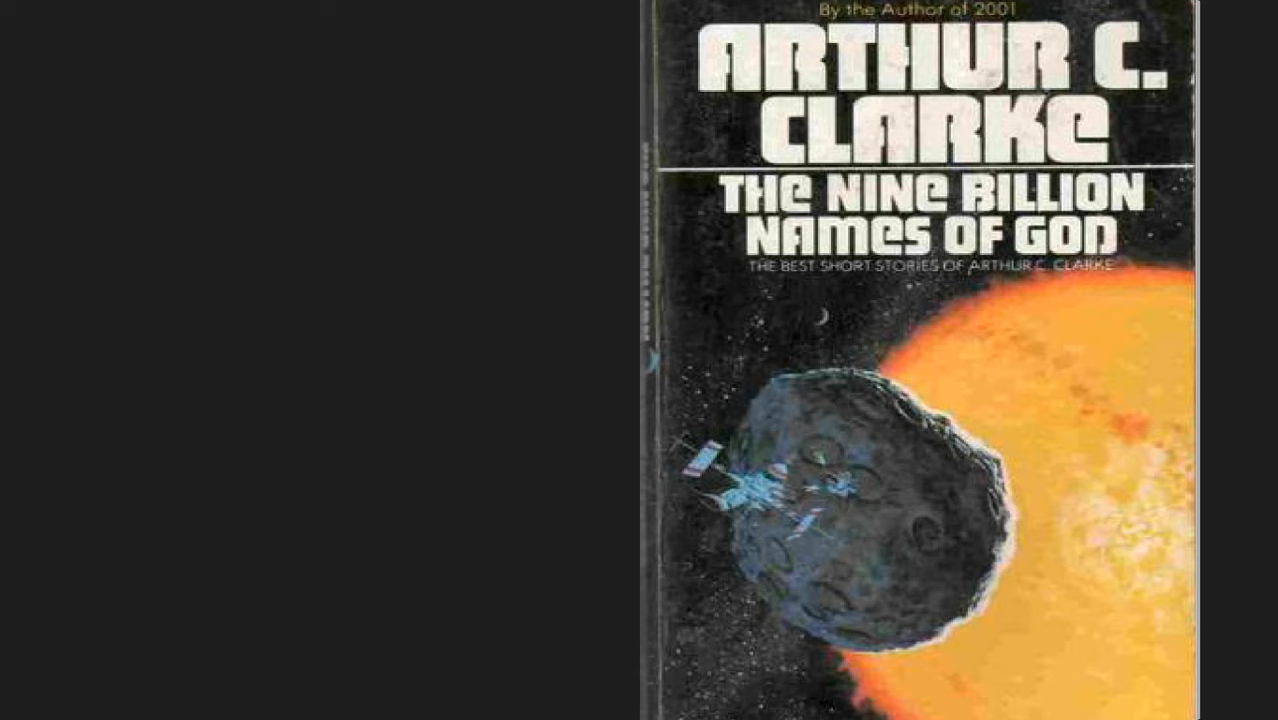 By the Author of 2001
ARTHUR C.
CLARKE
THE NINE BILLION
NAMES OF GOD
THE BEST SHORT STORIES OF ARTHUR C. CLARKE